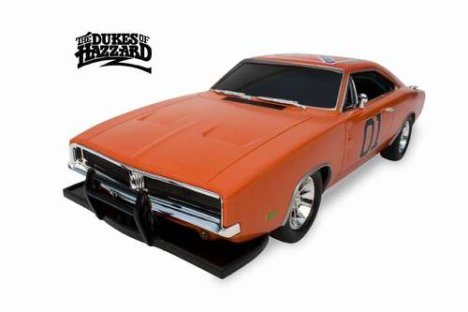 THE DUKES OF
HAZZARD
01